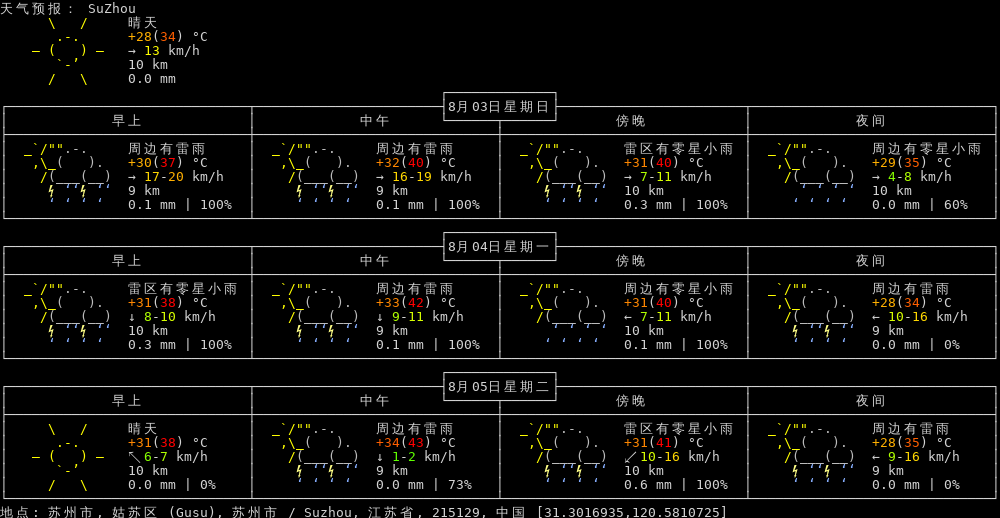 天气预报: SuZhou
晴天
+28(34) °C
→ 13 km/h
10 km
0.0 mm
8月03日星期日
早上 中午 傍晚 夜间
周边有雷雨 周边有雷雨 雷区有零星小雨 周边有零星小雨
+30(37) °C +32(40) °C +31(40) °C +29(35) °C
→ 17-20 km/h → 16-19 km/h → 7-11 km/h → 4-8 km/h
9 km 9 km 10 km 10 km
0.1 mm | 100% 0.1 mm | 100% 0.3 mm | 100% 0.0 mm | 60%
8月04日星期一
早上 中午 傍晚 夜间
雷区有零星小雨 周边有雷雨 周边有零星小雨 周边有雷雨
+31(38) °C +33(42) °C +31(40) °C +28(34) °C
↓ 8-10 km/h ↓ 9-11 km/h ← 7-11 km/h ← 10-16 km/h
10 km 9 km 10 km 9 km
0.3 mm | 100% 0.1 mm | 100% 0.1 mm | 100% 0.0 mm | 0%
8月05日星期二
早上 中午 傍晚 夜间
晴天 周边有雷雨 雷区有零星小雨 周边有雷雨
+31(38) °C +34(43) °C +31(41) °C +28(35) °C
↖ 6-7 km/h ↓ 1-2 km/h ↙ 10-16 km/h ← 9-16 km/h
10 km 9 km 10 km 9 km
0.0 mm | 0% 0.0 mm | 73% 0.6 mm | 100% 0.0 mm | 0%
地点: 苏州市, 姑苏区 (Gusu), 苏州市 / Suzhou, 江苏省, 215129, 中国 [31.3016935,120.5810725]